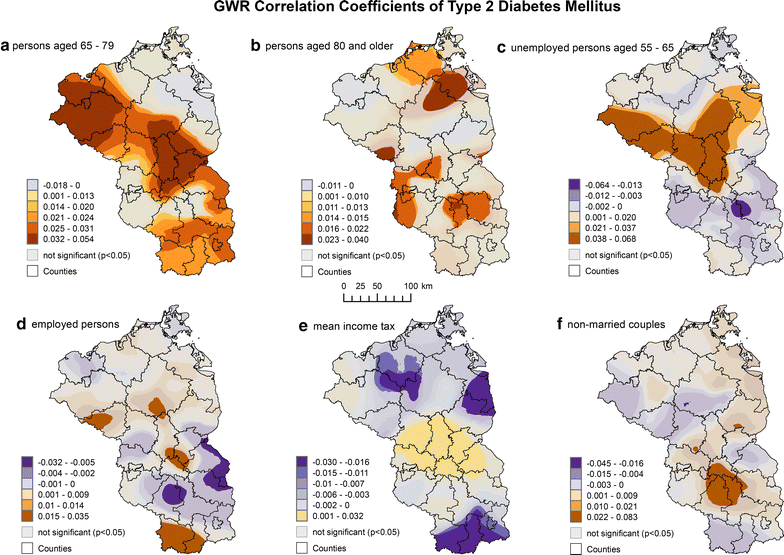 GWR Correlation Coefficients of Type 2 Diabetes Mellitus
a persons aged 65 - 79
-0.018 - 0
0.001 - 0.013
0.014 - 0.020
0.021 - 0.024
0.025 - 0.031
0.032 - 0.054
not significant (p<0.05)
Counties
b persons aged 80 and older
-0.011 - 0
0.001 - 0.010
0.011 - 0.013
0.014 - 0.015
0.016 - 0.022
0.023 - 0.040
not significant (p<0.05)
Counties
c unemployed persons aged 55 - 65
-0.064 - -0.013
-0.012 - -0.003
-0.002 - 0
0.001 - 0.020
0.021 - 0.037
0.038 - 0.068
not significant (p<0.05)
Counties
0 25 50 100 km
d employed persons
-0.032 - -0.005
-0.004 - -0.002
-0.001 - 0
0.001 - 0.009
0.01 - 0.014
0.015 - 0.035
not significant (p<0.05)
Counties
e mean income tax
-0.030 - -0.016
-0.015 - -0.011
-0.01 - -0.007
-0.006 - -0.003
-0.002 - 0
0.001 - 0.032
not significant (p<0.05)
Counties
f non-married couples
-0.045 - -0.016
-0.015 - -0.004
-0.003 - 0
0.001 - 0.009
0.010 - 0.021
0.022 - 0.083
not significant (p<0.05)
Counties